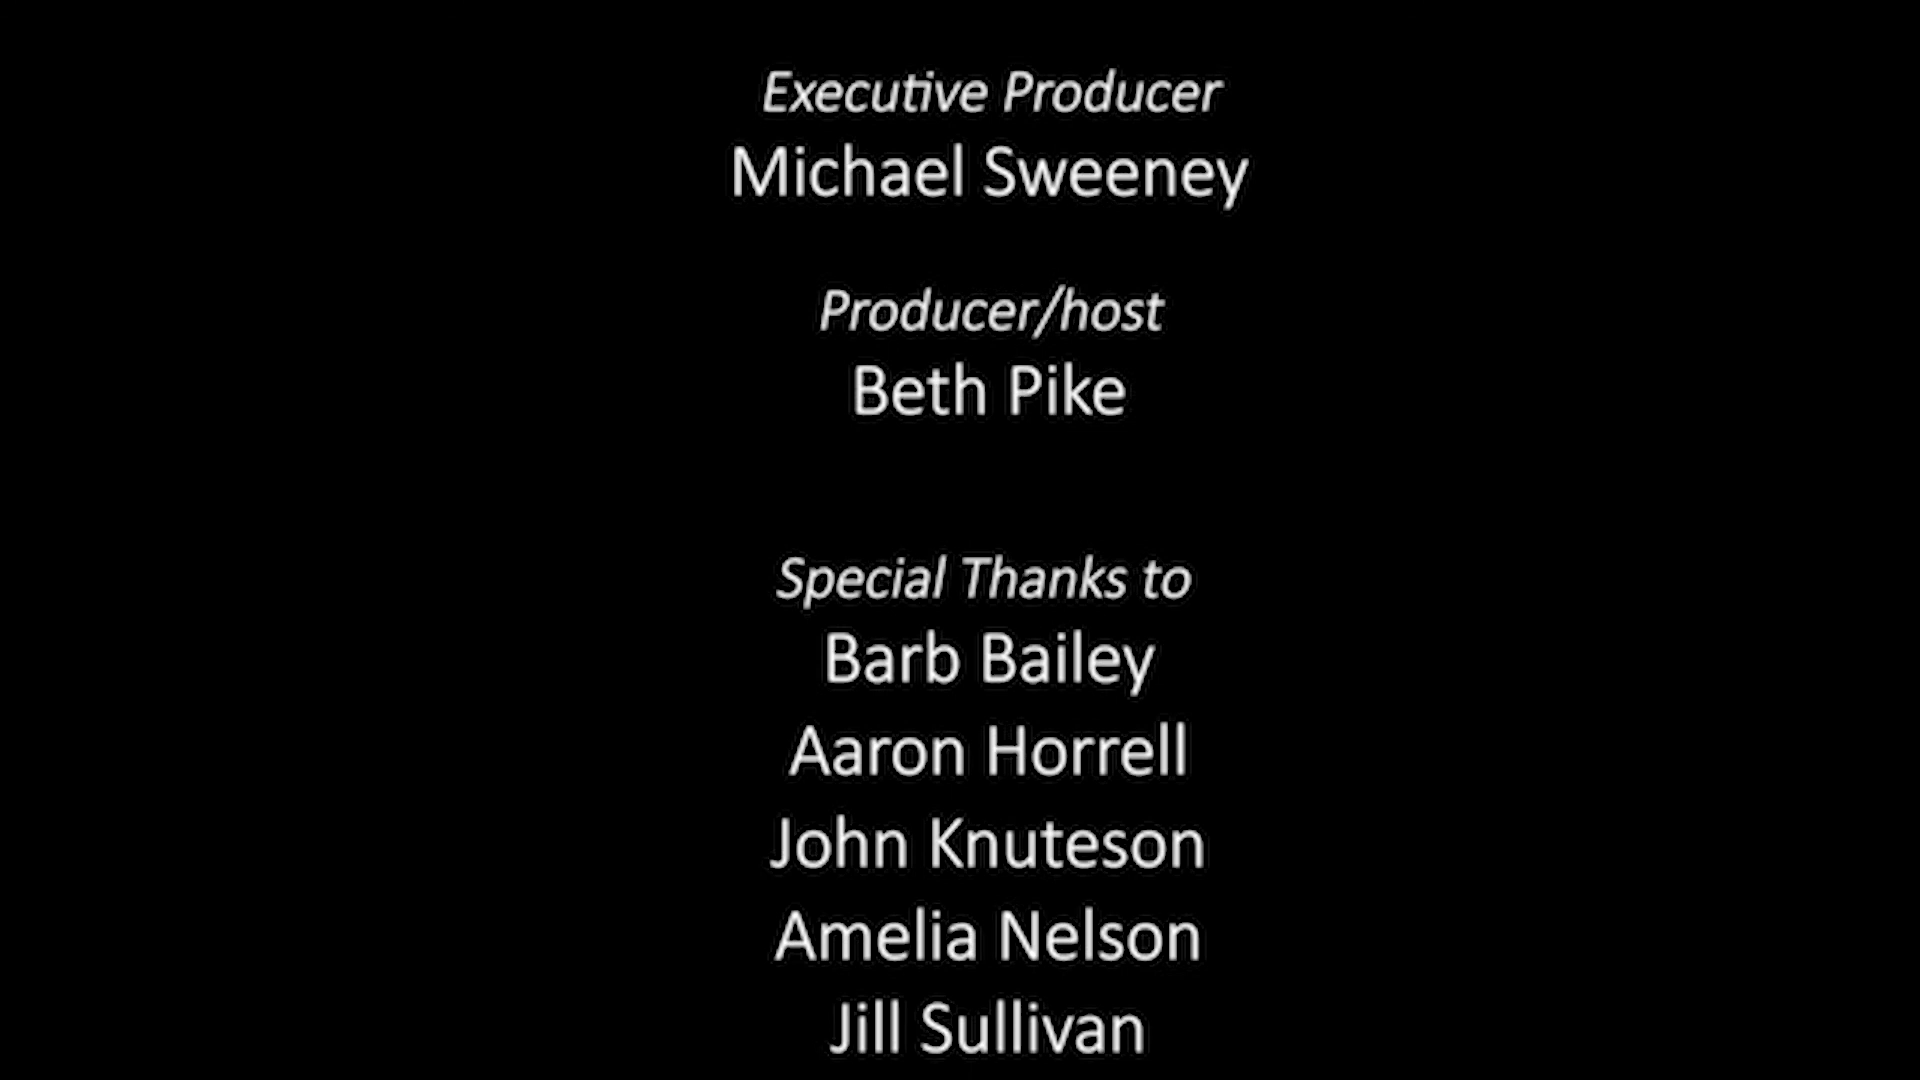 Executive Producer
Michael Sweeney
Producer/host
Beth Pike
Special Thanks to
Barb Bailey
Aaron Horrell
John Knuteson
Amelia Nelson
Jill Sullivan